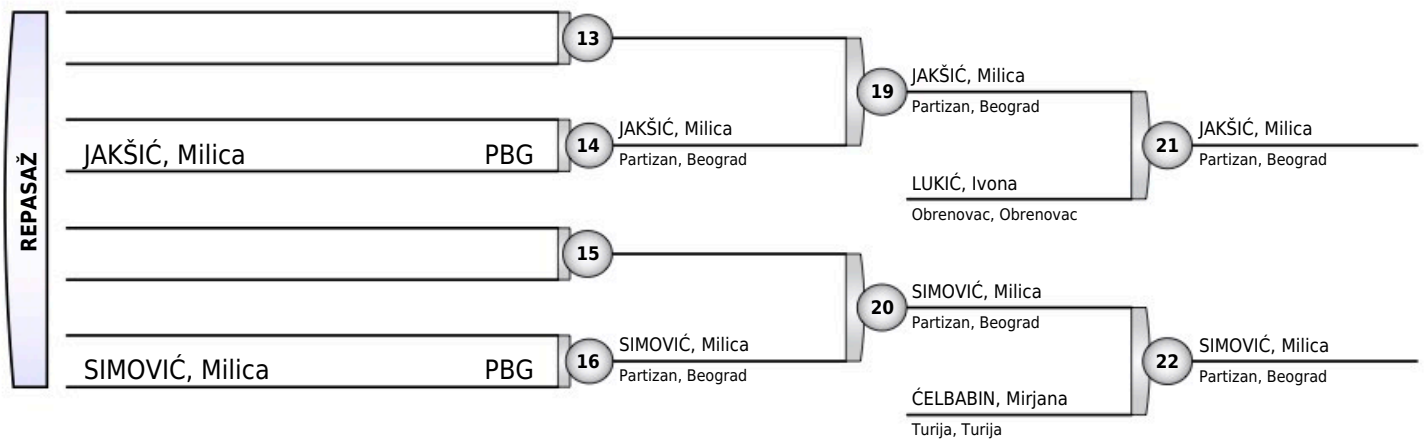 REPASAŽ
13
JAKŠIĆ, Milica PBG
14
JAKŠIĆ, Milica
Partizan, Beograd
15
SIMOVIĆ, Milica PBG
16
SIMOVIĆ, Milica
Partizan, Beograd
19
JAKŠIĆ, Milica
Partizan, Beograd
LUKIĆ, Ivona
Obrenovac, Obrenovac
20
SIMOVIĆ, Milica
Partizan, Beograd
ĆELBABIN, Mirjana
Turija, Turija
21
JAKŠIĆ, Milica
Partizan, Beograd
22
SIMOVIĆ, Milica
Partizan, Beograd